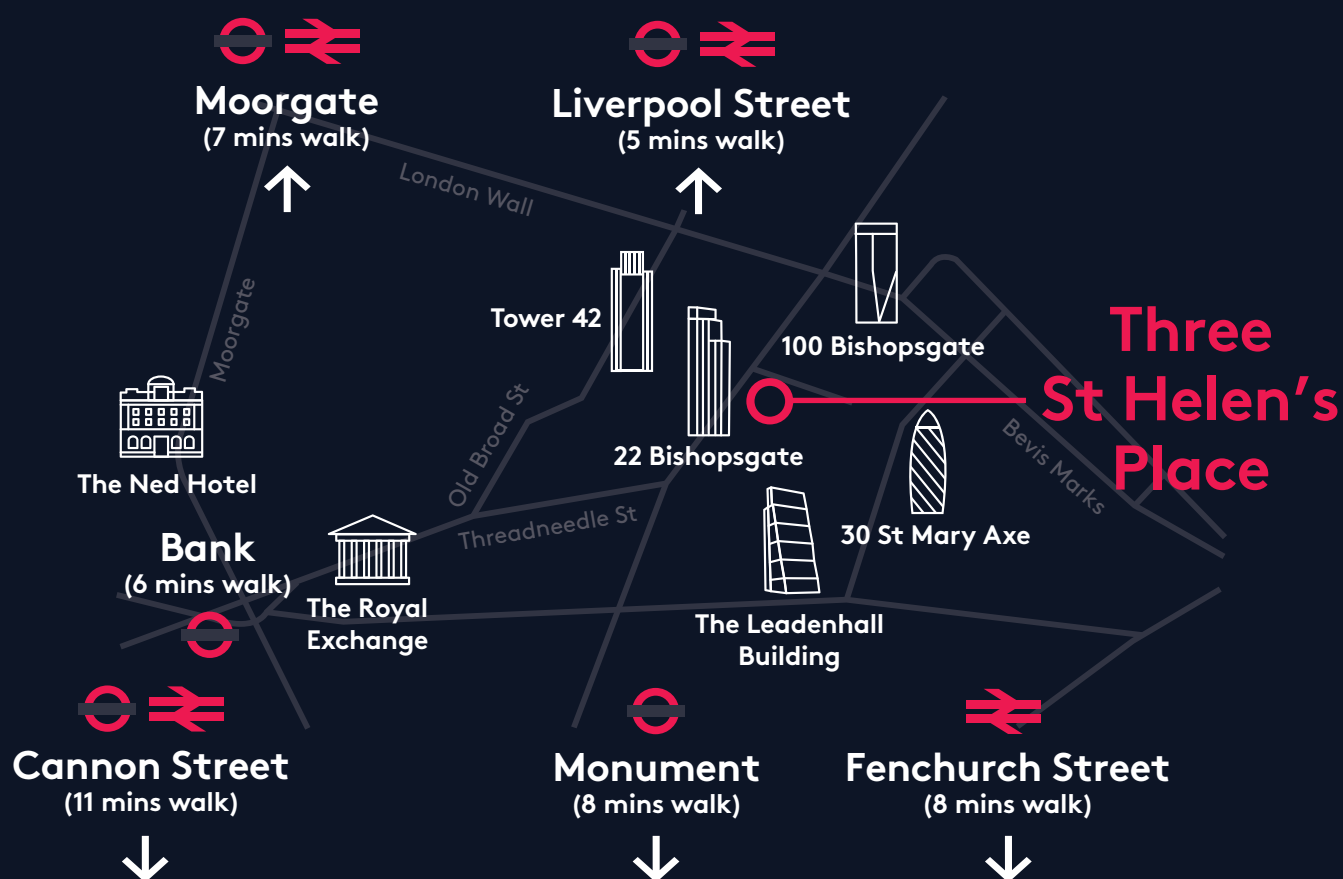 Moorgate
(7 mins walk)
Liverpool Street
(5 mins walk)
London Wall
Moorgate
Tower 42
100 Bishopsgate
Three
St Helen's
Place
22 Bishopsgate
Old Broad St
Bevis Marks
The Ned Hotel
Threadneedle St
30 St Mary Axe
Bank
(6 mins walk)
The Royal
Exchange
The Leadenhall
Building
Cannon Street
(11 mins walk)
Monument
(8 mins walk)
Fenchurch Street
(8 mins walk)